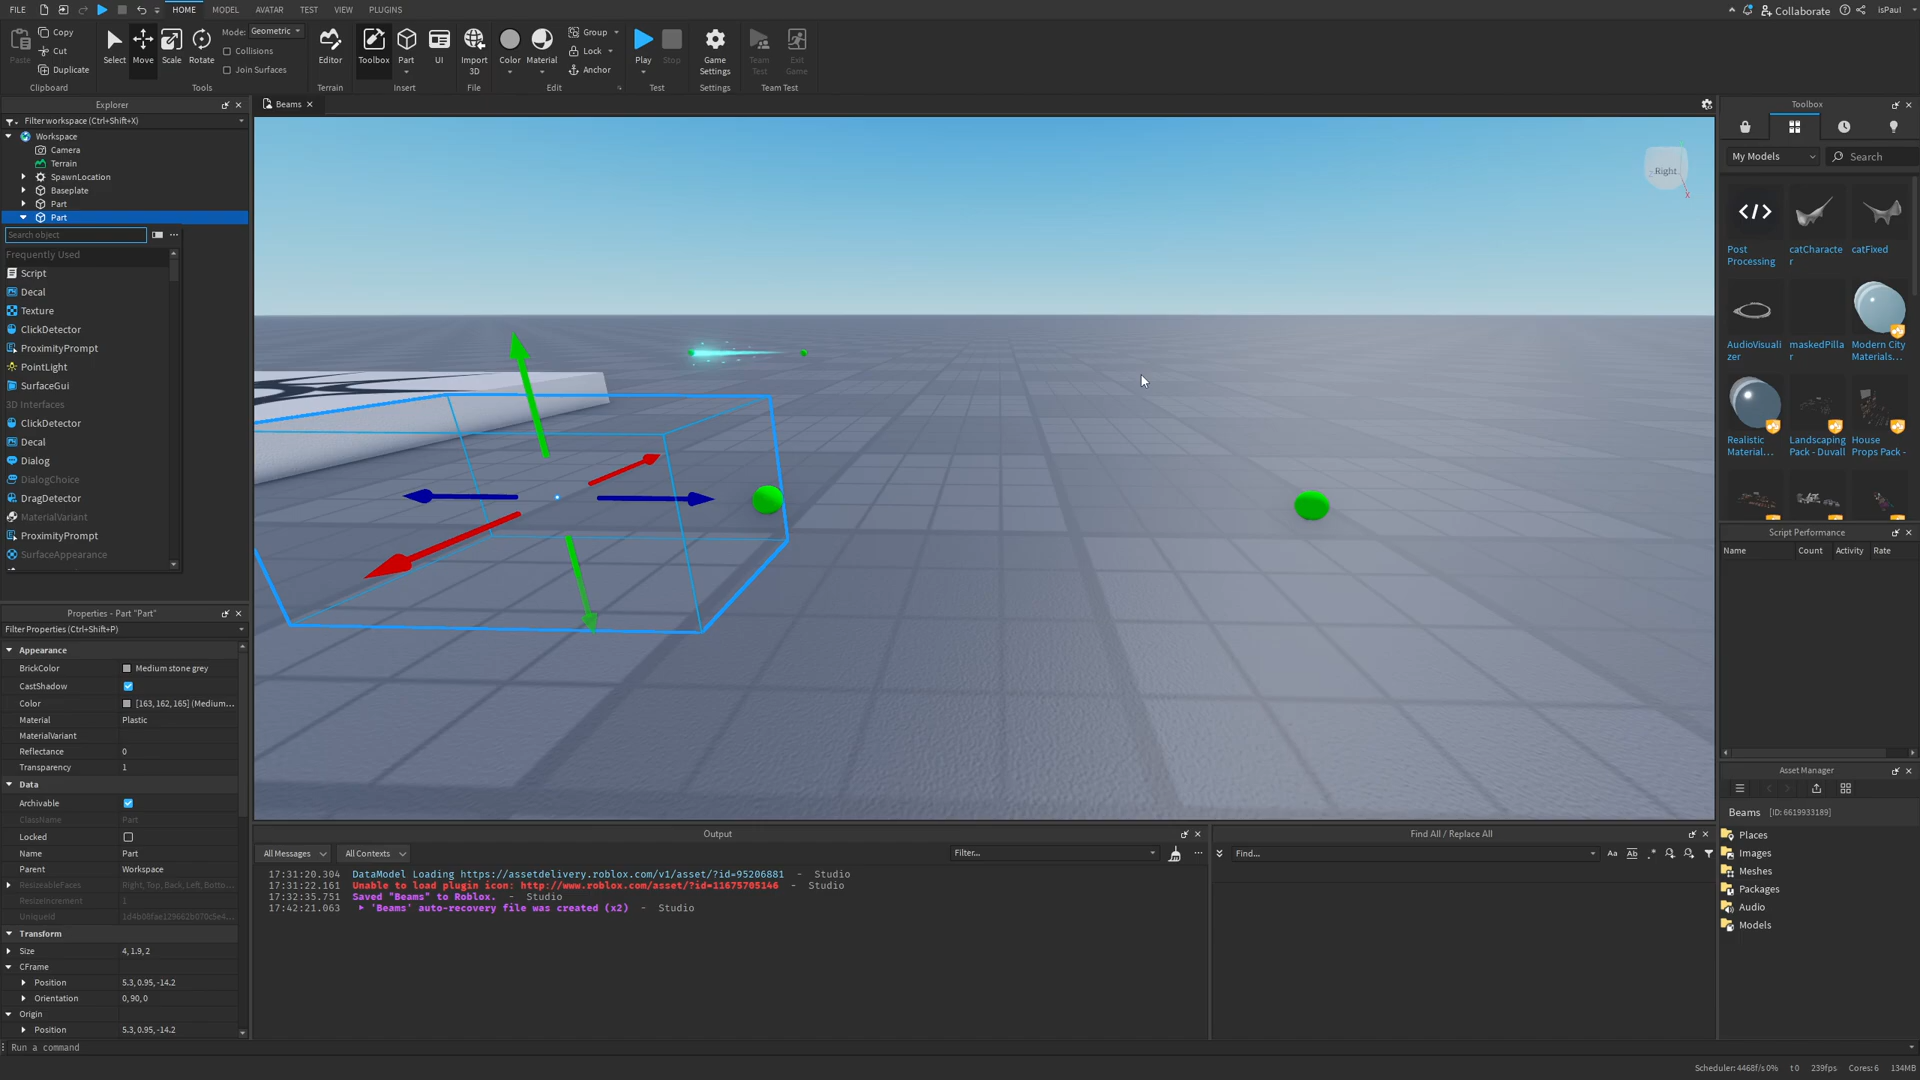 FILE
HOME
MODEL
AVATAR
TEST
VIEW
PLUGINS
Collaborate
isPaul
Paste
Copy
Cut
Duplicate
Clipboard
Select
Move
Scale
Rotate
Mode: Geometric
Collisions
Join Surfaces
Tools
Editor
Terrain
Toolbox
Part
UI
Insert
Import
3D
File
Color
Material
Group
Lock
Anchor
Edit
Play
Stop
Test
Game
Settings
Settings
Team
Test
Exit
Game
Team Test
Explorer
Filter workspace (Ctrl+Shift+X)
Workspace
Camera
Terrain
SpawnLocation
Baseplate
Part
Part
Search object
Frequently Used
Script
Decal
Texture
ClickDetector
ProximityPrompt
PointLight
SurfaceGui
3D Interfaces
ClickDetector
Decal
Dialog
DialogChoice
DragDetector
MaterialVariant
ProximityPrompt
SurfaceAppearance
Properties - Part "Part"
Filter Properties (Ctrl+Shift+P)
Appearance
BrickColor Medium stone grey
CastShadow
Color [163, 162, 165] (Medium...
Material Plastic
MaterialVariant
Reflectance 0
Transparency 1
Data
Archivable
ClassName Part
Locked
Name Part
Parent Workspace
ResizeableFaces Right, Top, Back, Left, Botto...
ResizeIncrement 1
UniqueId 1d4b00fae129662b070c5e4...
Transform
Size 4, 1.9, 2
CFrame
Position 5.3, 0.95, -14.2
Orientation 0, 90, 0
Origin
Position 5.3, 0.95, -14.2
Run a command
Beams
Right
X
Output
All Messages
All Contexts
Filter...
17:31:20.304 DataModel Loading https://assetdelivery.roblox.com/v1/asset/?id=95206881 - Studio
17:31:22.161 Unable to load plugin icon: http://www.roblox.com/asset/?id=11675705146 - Studio
17:32:35.751 Saved "Beams" to Roblox. - Studio
17:42:21.063 'Beams' auto-recovery file was created (x2) - Studio
Find All / Replace All
Find...
Aa
Ab
.*
Toolbox
My Models
Search
Post
Processing
catCharacte
r
catFixed
AudioVisuali
zer
maskedPilla
r
Modern City
Materials...
Realistic
Material...
Landscaping
Pack - Duvall
House
Props Pack -
Script Performance
Name Count Activity Rate
Asset Manager
Beams [ID: 6619933189]
Places
Images
Meshes
Packages
Audio
Models
Scheduler: 4468f/s 0% t 0 239fps Cores: 6 134MB